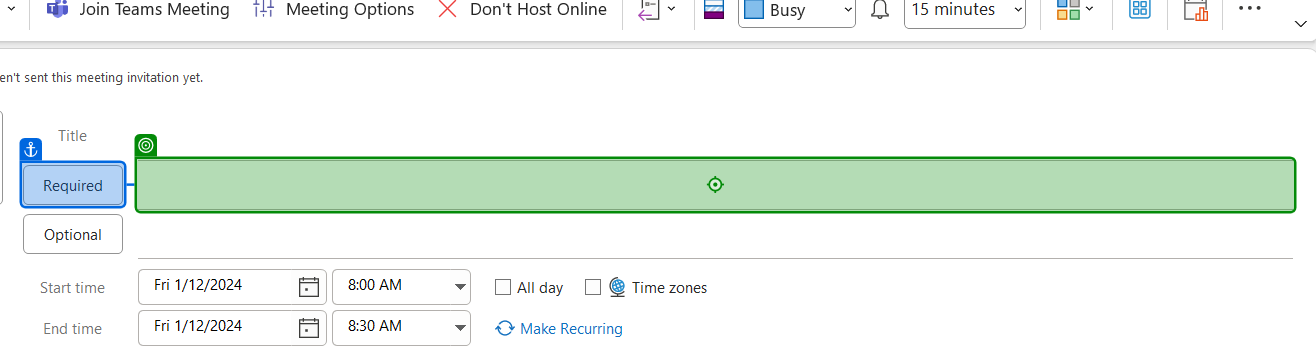 Join Teams Meeting Meeting Options Don't Host Online Busy 15 minutes
en't sent this meeting invitation yet.
Title
Required
Optional
Start time Fri 1/12/2024 8:00 AM All day Time zones
End time Fri 1/12/2024 8:30 AM Make Recurring